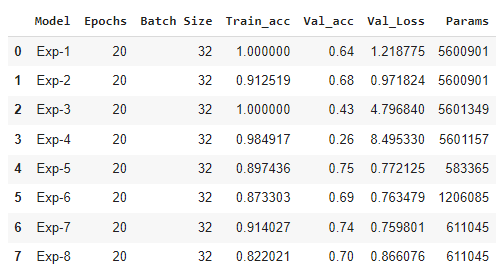 Model Epochs Batch Size Train_acc Val_acc Val_Loss Params
0 Exp-1 20 32 1.000000 0.64 1.218775 5600901
1 Exp-2 20 32 0.912519 0.68 0.971824 5600901
2 Exp-3 20 32 1.000000 0.43 4.796840 5601349
3 Exp-4 20 32 0.984917 0.26 8.495330 5601157
4 Exp-5 20 32 0.897436 0.75 0.772125 583365
5 Exp-6 20 32 0.873303 0.69 0.763479 1206085
6 Exp-7 20 32 0.914027 0.74 0.759801 611045
7 Exp-8 20 32 0.822021 0.70 0.866076 611045